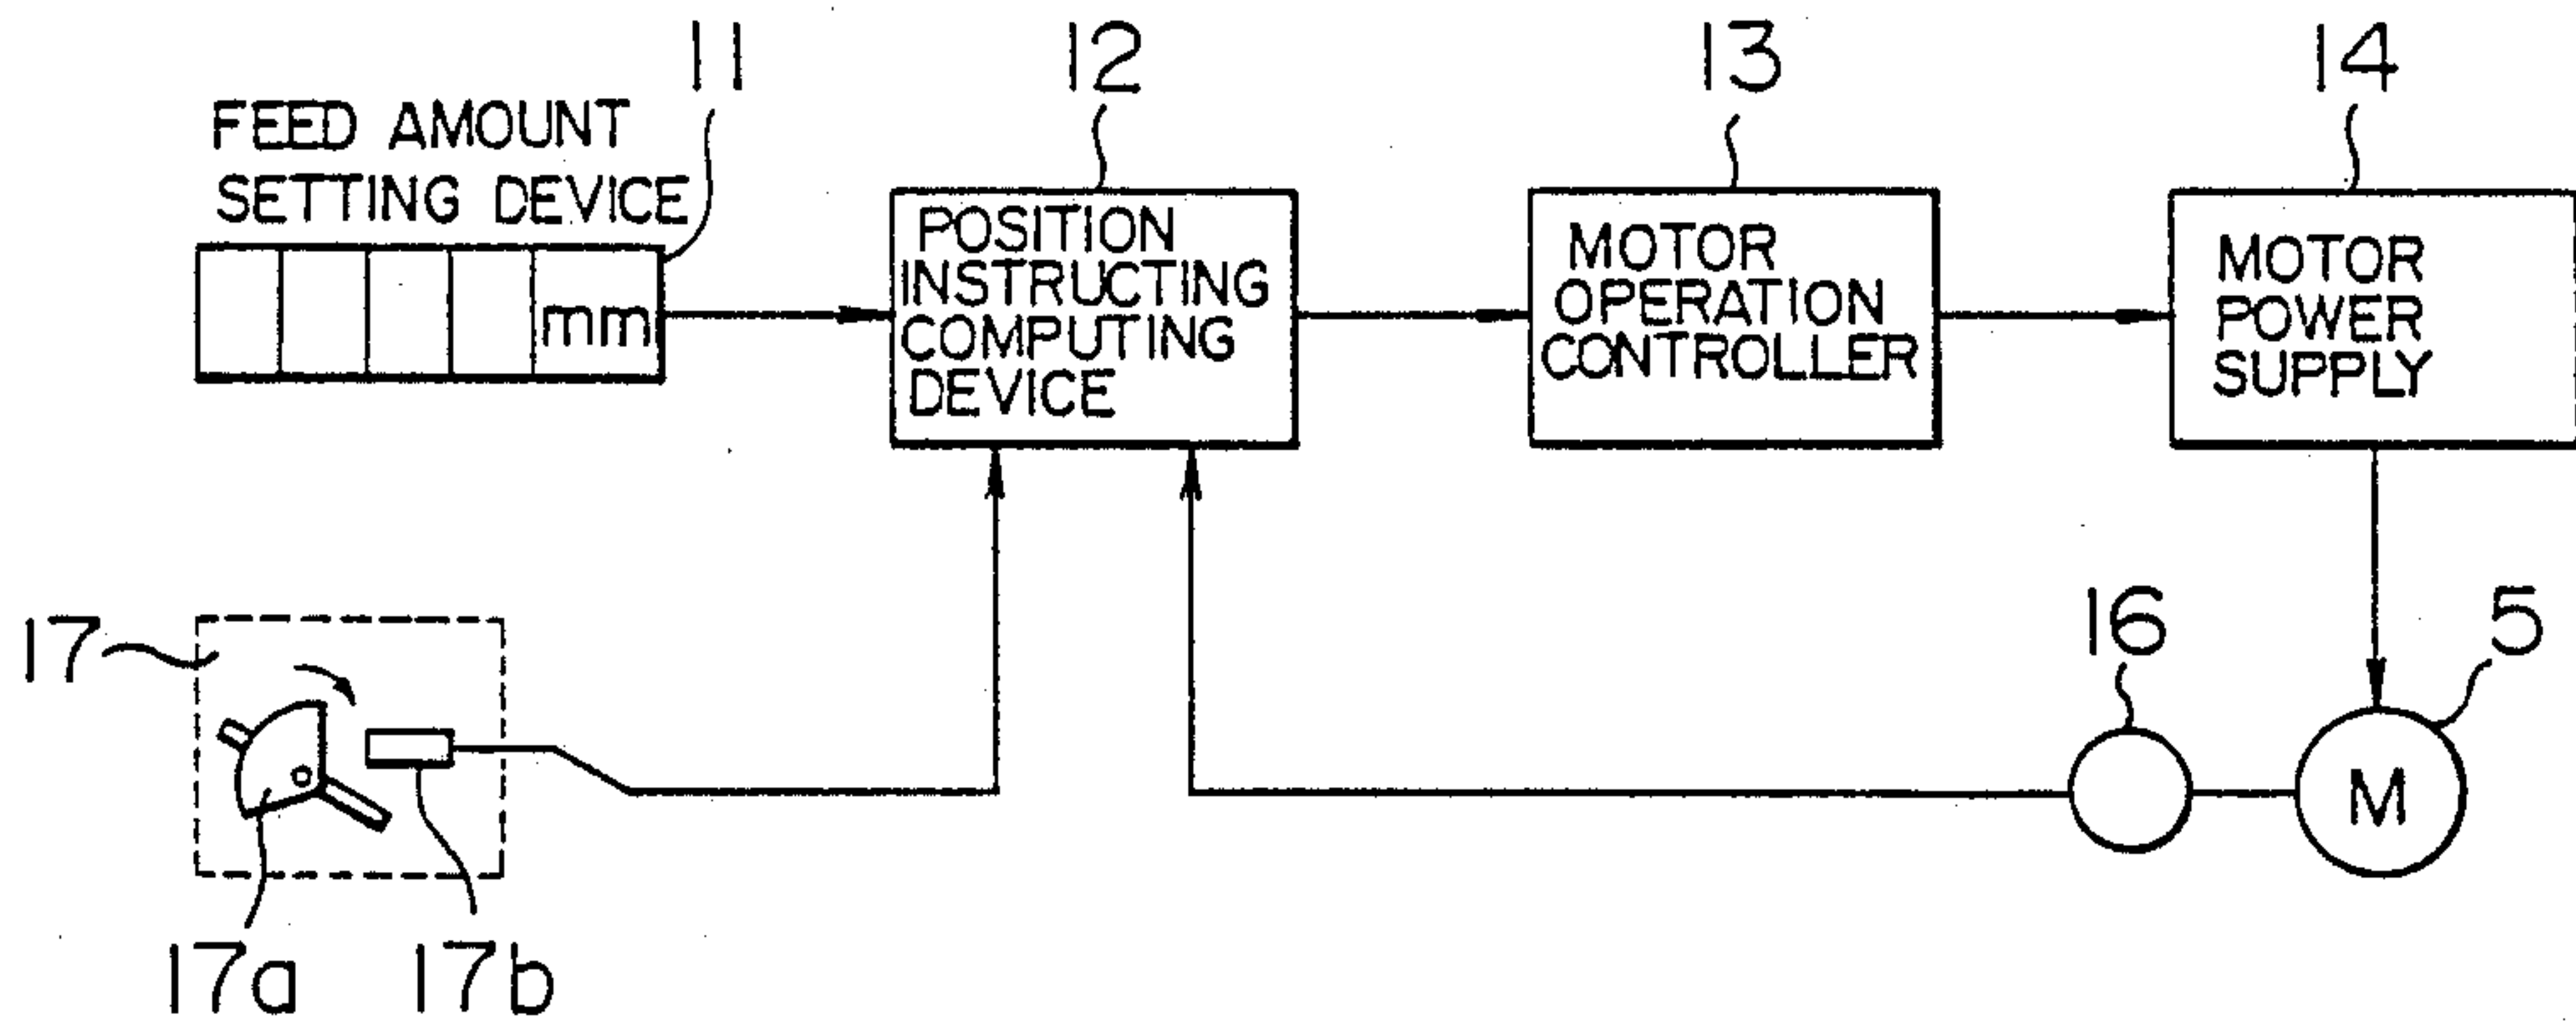 11
12
13
14
FEED AMOUNT
SETTING DEVICE
mm
POSITION
INSTRUCTING
COMPUTING
DEVICE
MOTOR
OPERATION
CONTROLLER
MOTOR
POWER
SUPPLY
17
16
5
M
17a
17b